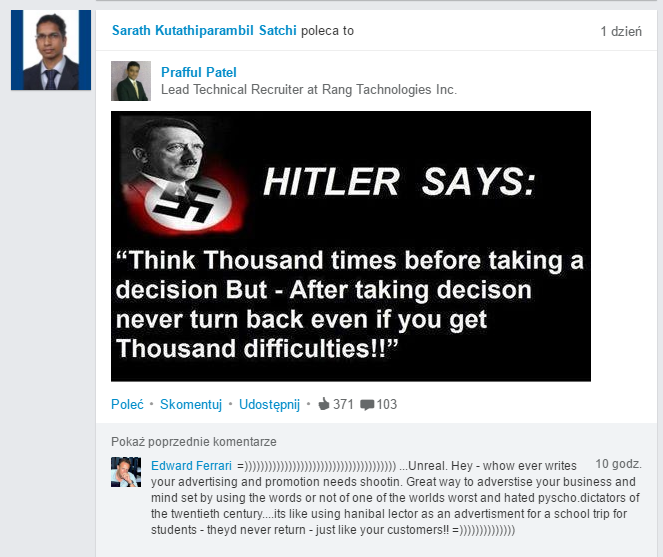 Sarath Kutathiparambil Satchi poleca to
1 dzień
Prafful Patel
Lead Technical Recruiter at Rang Tachnologies Inc.
HITLER SAYS:
“Think Thousand times before taking a
decision But - After taking decison
never turn back even if you get
Thousand difficulties!!”
Poleć • Skomentuj • Udostępnij • 371 103
Pokaż poprzednie komentarze
Edward Ferrari =)))))))))))))))))))))))))))))))))))))) ...Unreal. Hey - whow ever writes
10 godz.
your advertising and promotion needs shootin. Great way to adverstise your business and
mind set by using the words or not of one of the worlds worst and hated pyscho.dictators of
the twentieth century....its like using hanibal lector as an advertisment for a school trip for
students - theyd never return - just like your customers!! =))))))))))))))